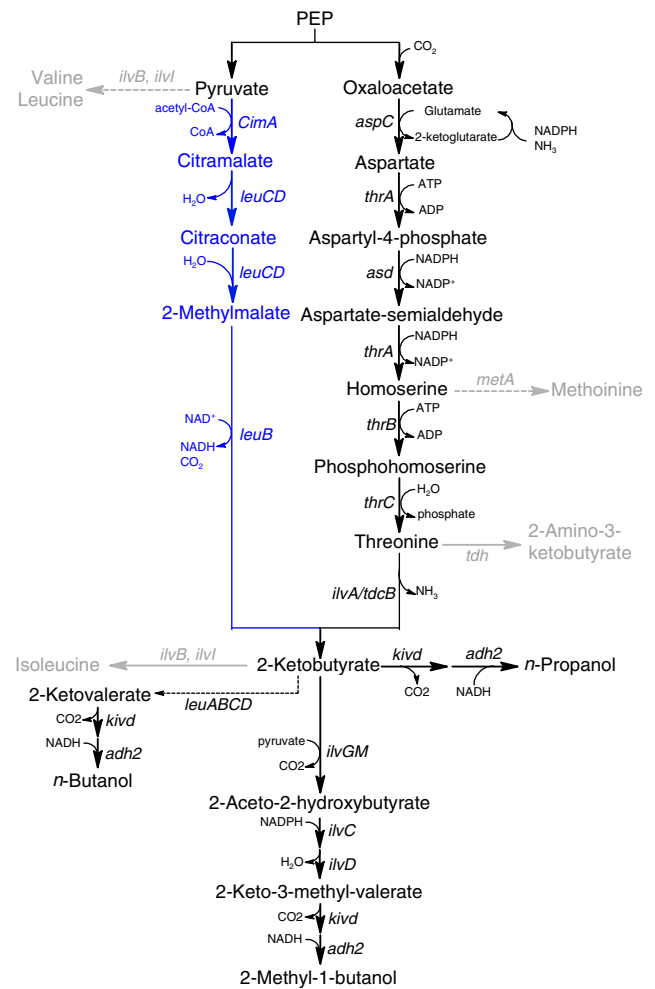 PEP
CO2
Valine
Leucine
ilvB, ilvI
Pyruvate
Oxaloacetate
acetyl-CoA
CoA
CimA
aspC
Glutamate
2-ketoglutarate
NADPH
NH3
Citramalate
Aspartate
H2O
leuCD
thrA
ATP
ADP
Citraconate
Aspartyl-4-phosphate
H2O
leuCD
asd
NADPH
NADP+
2-Methylmalate
Aspartate-semialdehyde
thrA
NADPH
NADP+
Homoserine
metA
Methoinine
NAD+
NADH
CO2
leuB
thrB
ATP
ADP
Phosphohomoserine
thrC
H2O
phosphate
Threonine
tdh
2-Amino-3-
ketobutyrate
ilvA/tdcB
NH3
Isoleucine
ilvB, ilvI
2-Ketobutyrate
kivd
CO2
adh2
NADH
n-Propanol
2-Ketovalerate
leuABCD
CO2
kivd
NADH
adh2
n-Butanol
pyruvate
CO2
ilvGM
2-Aceto-2-hydroxybutyrate
NADPH
ilvC
H2O
ilvD
2-Keto-3-methyl-valerate
CO2
kivd
NADH
adh2
2-Methyl-1-butanol